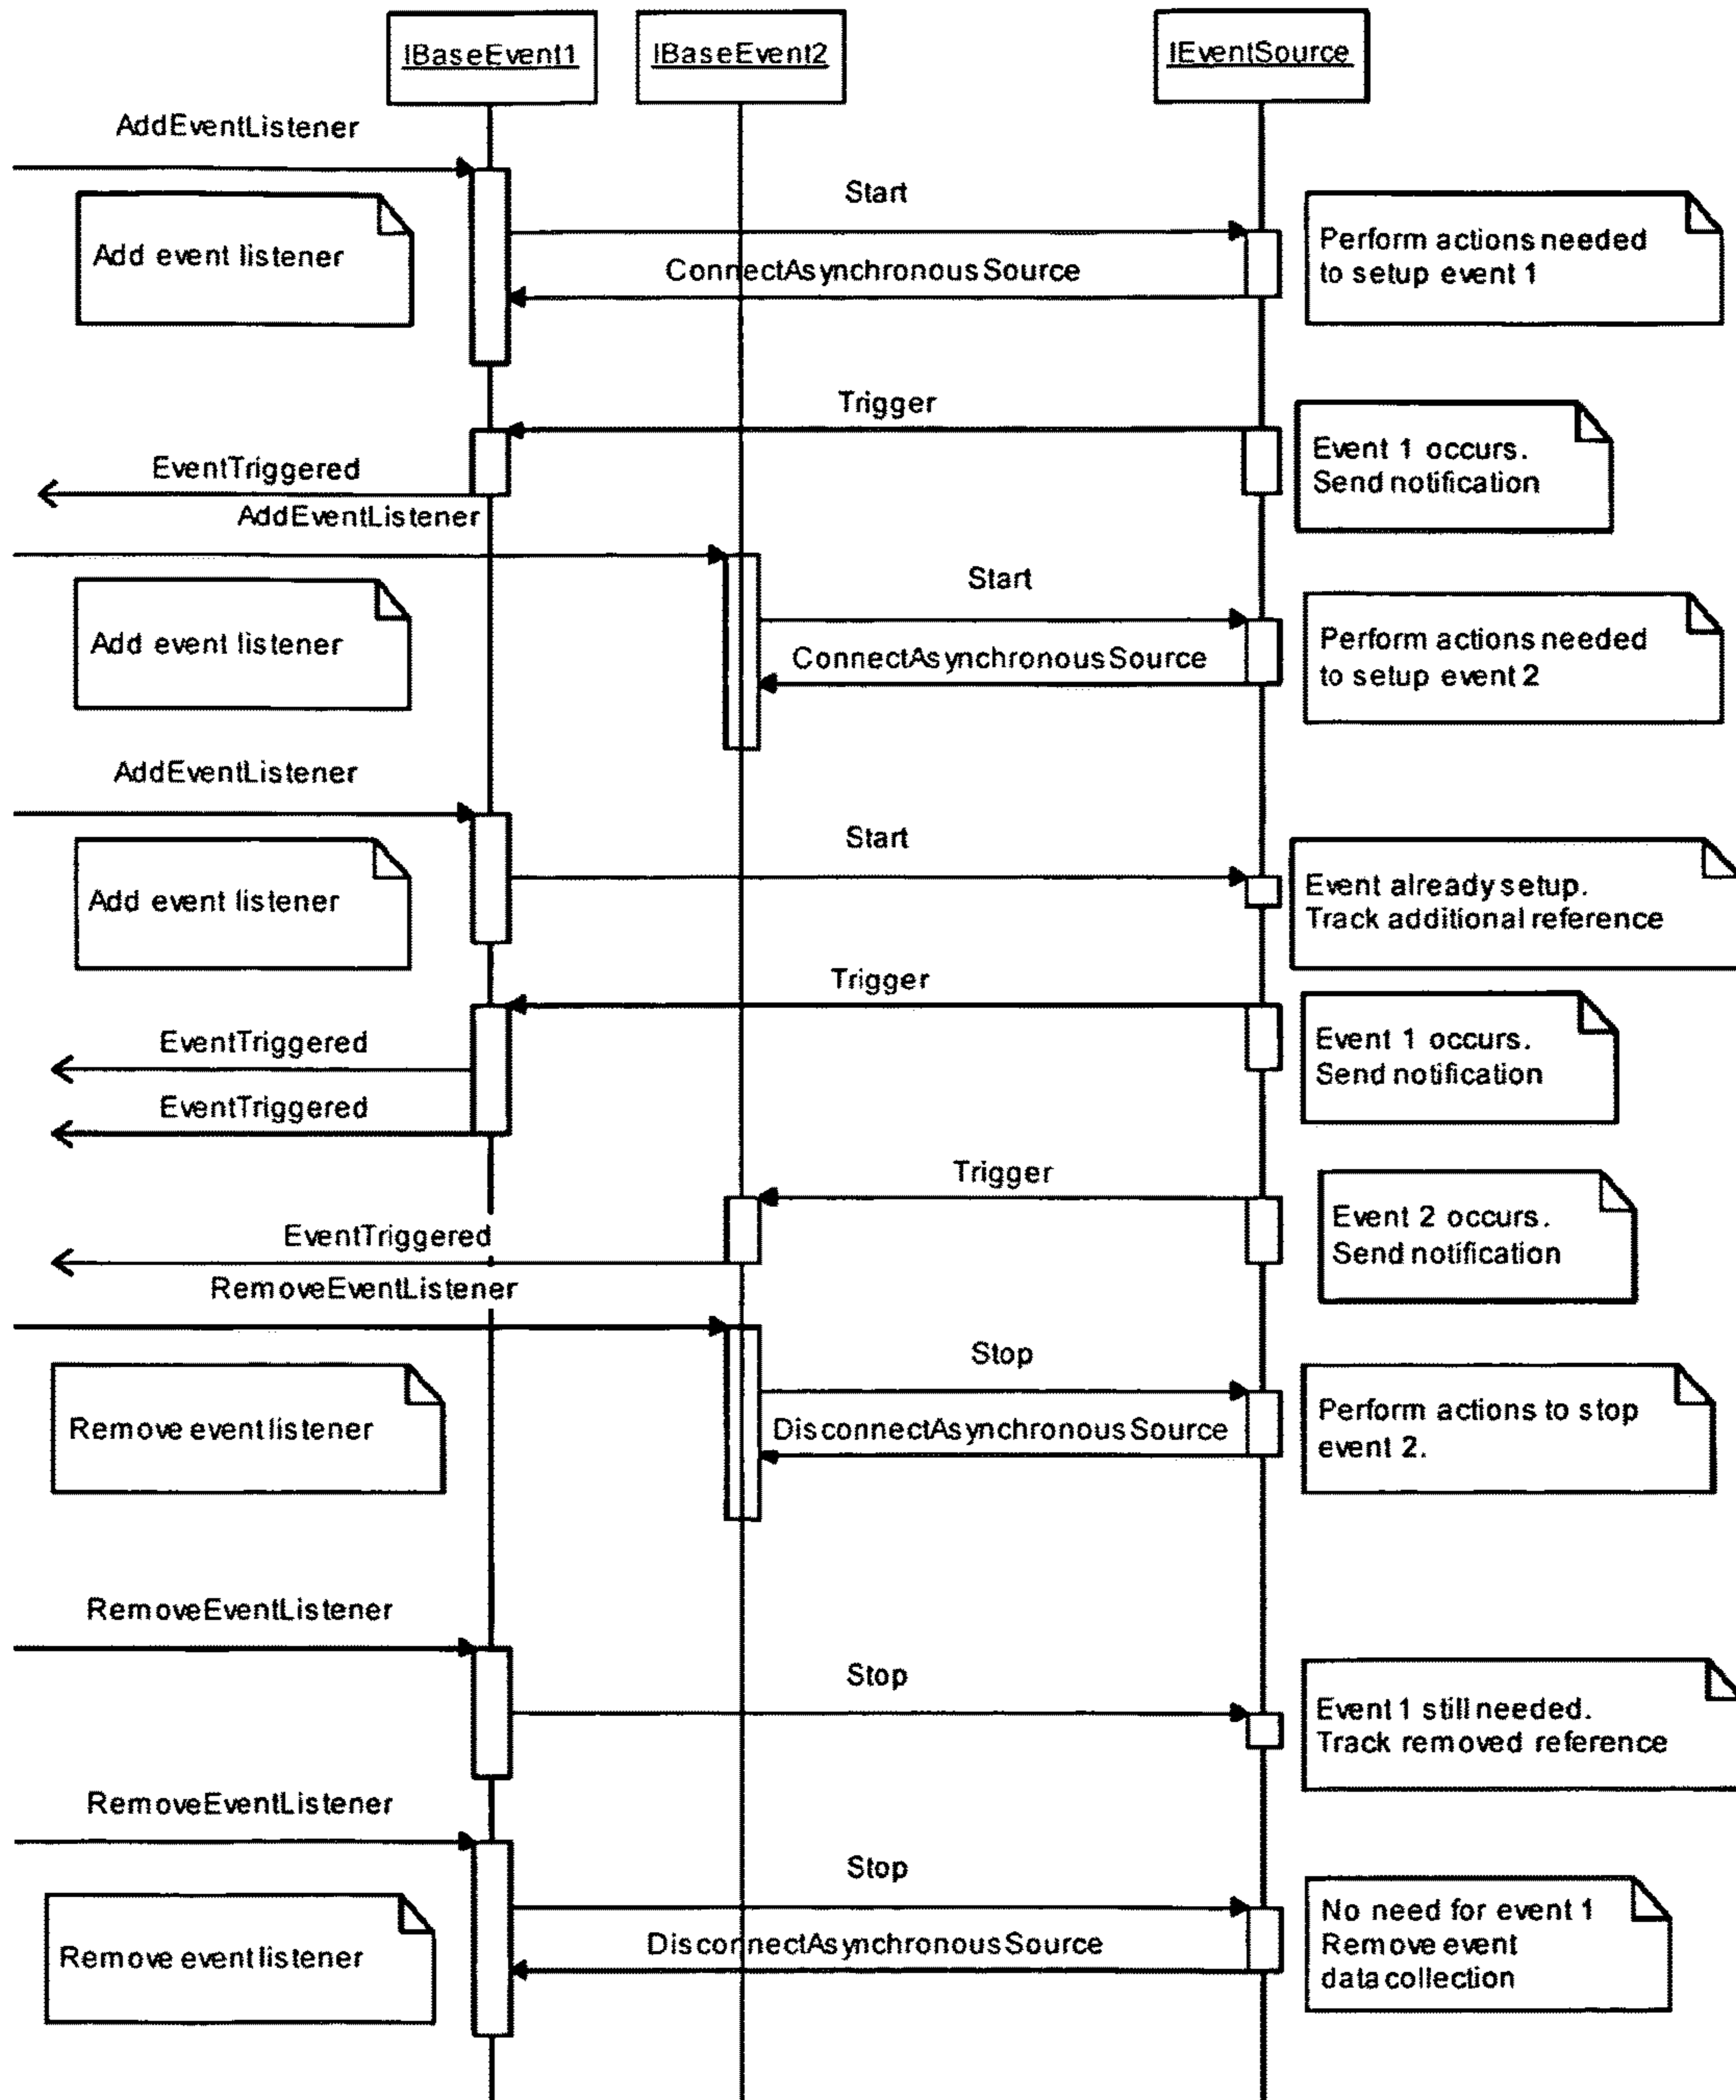 IBaseEvent1
IBaseEvent2
IEventSource
AddEventListener
Start
Add event listener
Perform actions needed
to setup event 1
ConnectAsynchronousSource
Trigger
Event 1 occurs.
Send notification
EventTriggered
AddEventListener
Start
Add event listener
Perform actions needed
to setup event 2
ConnectAsynchronousSource
AddEventListener
Start
Add event listener
Event already setup.
Track additional reference
Trigger
Event 1 occurs.
Send notification
EventTriggered
EventTriggered
Trigger
Event 2 occurs.
Send notification
EventTriggered
RemoveEventListener
Stop
Remove event listener
Perform actions to stop
event 2.
DisconnectAsynchronousSource
RemoveEventListener
Stop
Event 1 still needed.
Track removed reference
RemoveEventListener
Stop
Remove event listener
No need for event 1
Remove event
data collection
DisconnectAsynchronousSource